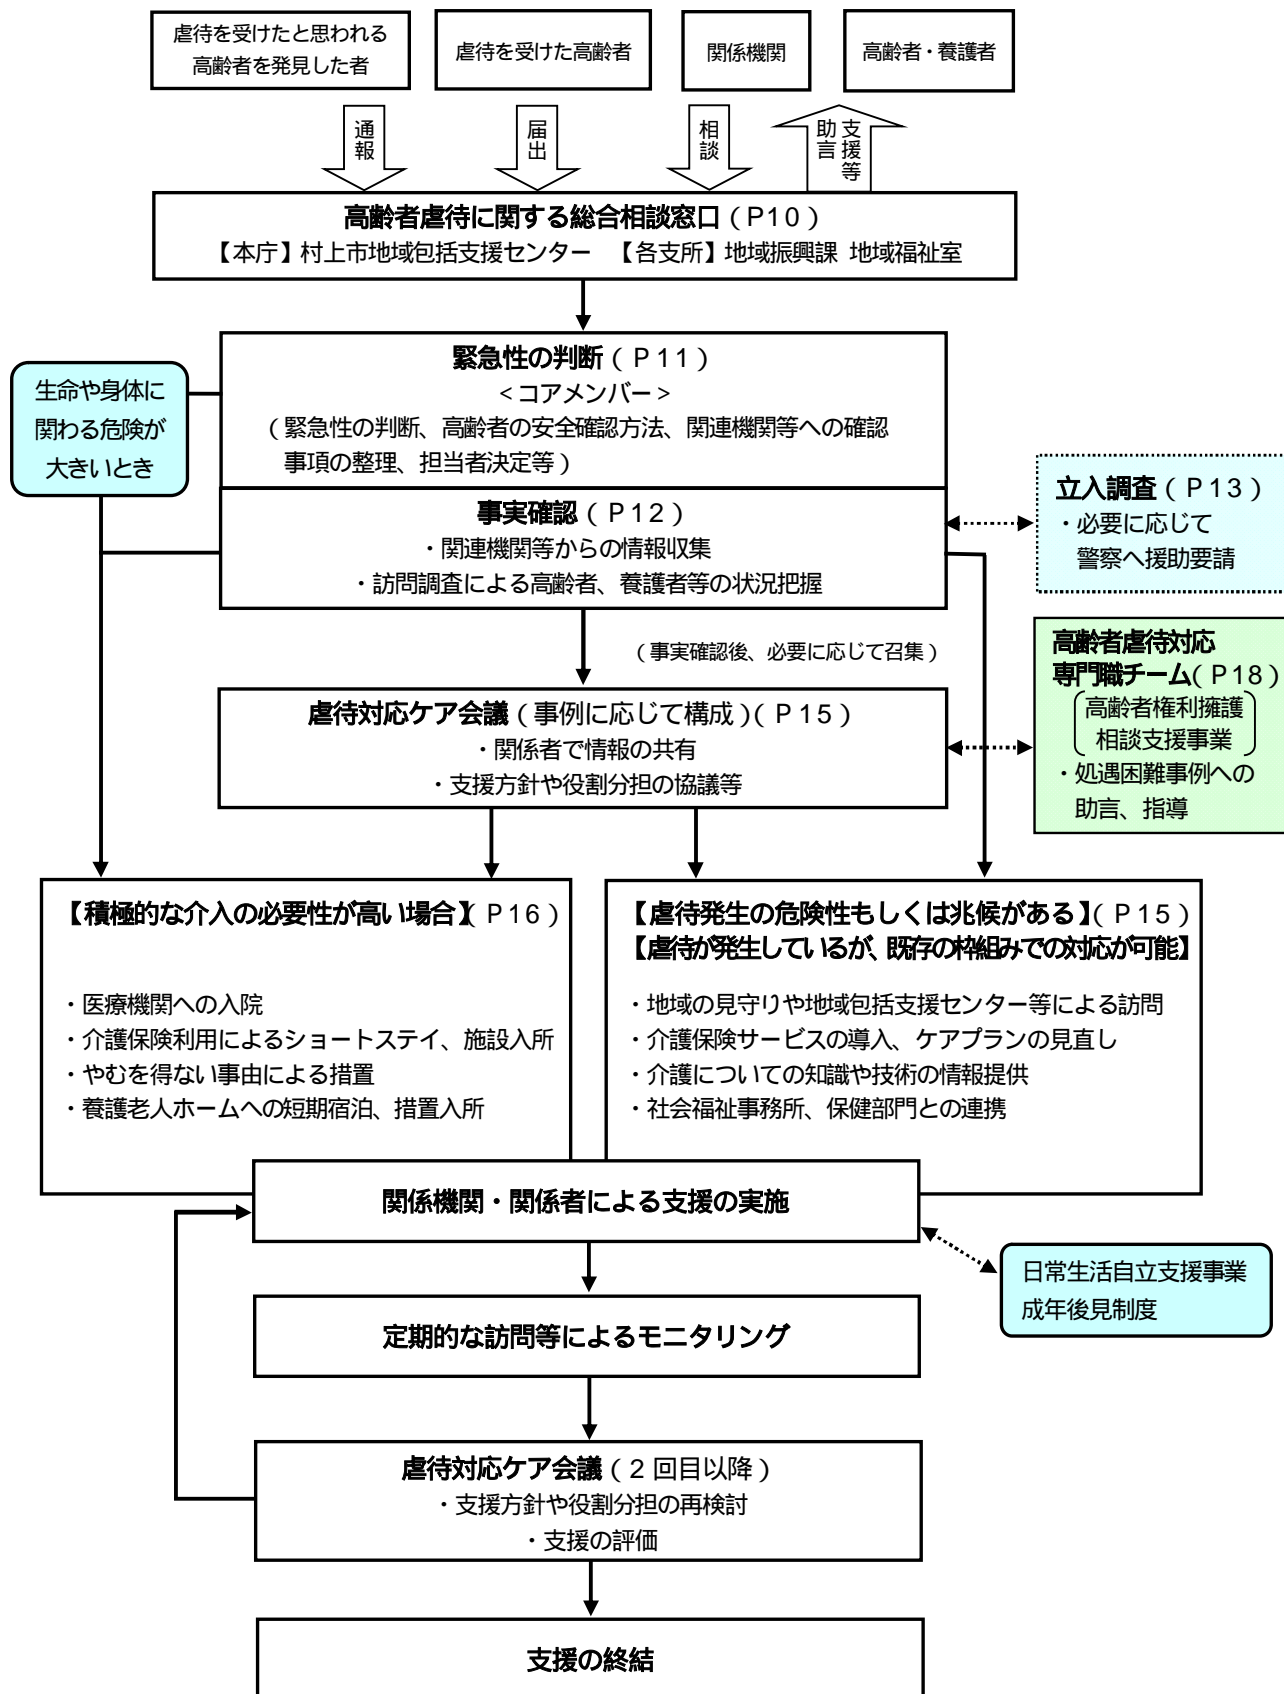 虐待を受けたと思われる
高齢者を発見した者
虐待を受けた高齢者
関係機関
高齢者・養護者
通報
届出
相談
支援等
助言
高齢者虐待に関する総合相談窓口（P10）
【本庁】村上市地域包括支援センター　【各支所】地域振興課 地域福祉室
生命や身体に
関わる危険が
大きいとき
緊急性の判断（P11）
＜コアメンバー＞
（緊急性の判断、高齢者の安全確認方法、関連機関等への確認
事項の整理、担当者決定等）
事実確認（P12）
・関連機関等からの情報収集
・訪問調査による高齢者、養護者等の状況把握
立入調査（P13）
・必要に応じて
警察へ援助要請
（事実確認後、必要に応じて召集）
高齢者虐待対応
専門職チーム（P18）
高齢者権利擁護
相談支援事業
・処遇困難事例への
助言、指導
虐待対応ケア会議（事例に応じて構成）（P15）
・関係者で情報の共有
・支援方針や役割分担の協議等
【積極的な介入の必要性が高い場合】（P16）
・医療機関への入院
・介護保険利用によるショートステイ、施設入所
・やむを得ない事由による措置
・養護老人ホームへの短期宿泊、措置入所
【虐待発生の危険性もしくは兆候がある】（P15）
【虐待が発生しているが、既存の枠組みでの対応が可能】
・地域の見守りや地域包括支援センター等による訪問
・介護保険サービスの導入、ケアプランの見直し
・介護についての知識や技術の情報提供
・社会福祉事務所、保健部門との連携
関係機関・関係者による支援の実施
日常生活自立支援事業
成年後見制度
定期的な訪問等によるモニタリング
虐待対応ケア会議（2回目以降）
・支援方針や役割分担の再検討
・支援の評価
支援の終結